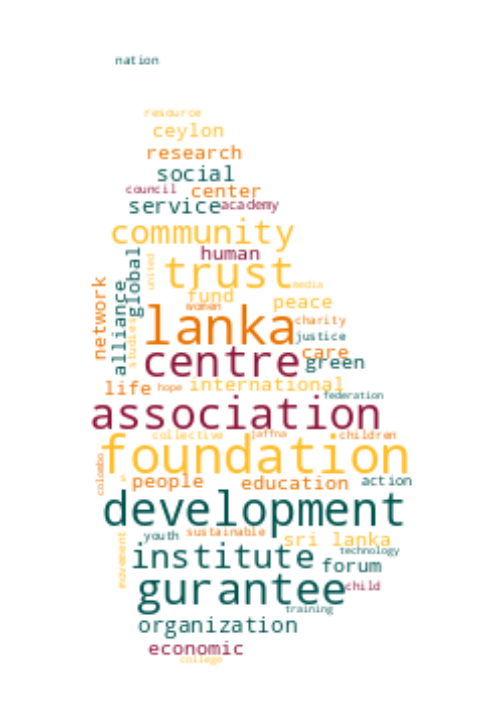 nation
resource
ceylon
research
social
council center
service academy
community
human
global
united
trust
media
fund
women
peace
network
alliance
studies
lanka
charity
justice
centre
care
green
life hope international
federation
association
collective jaffna children
foundation
colombo
people education action
development
youth sustainable
sri lanka
movement
institute
technology
forum
gurantee
child
training
organization
economic
college